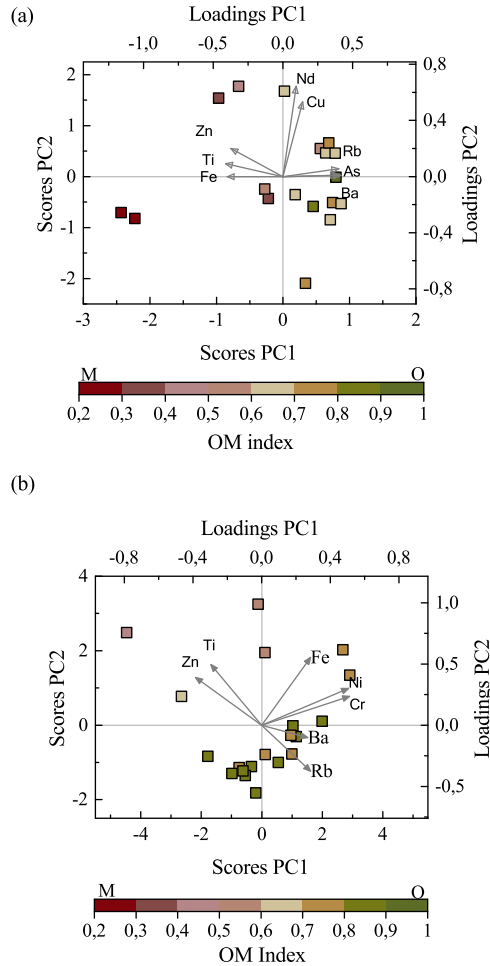 (a)
Loadings PC1
-1,0 -0,5 0,0 0,5
Scores PC2
2
1
0
-1
-2
Nd
Cu
Zn
Ti
Fe
Rb
As
Ba
0,8
0,4
0,0
-0,4
-0,8
Loadings PC2
-3 -2 -1 0 1 2
Scores PC1
M O
0,2 0,3 0,4 0,5 0,6 0,7 0,8 0,9 1
OM index
(b)
Loadings PC1
-0,8 -0,4 0,0 0,4 0,8
Scores PC2
4
2
0
-2
Ti
Zn
Fe
Ni
Cr
Ba
Rb
1,0
0,5
0,0
-0,5
Loadings PC2
-4 -2 0 2 4
Scores PC1
M O
0,2 0,3 0,4 0,5 0,6 0,7 0,8 0,9 1
OM Index